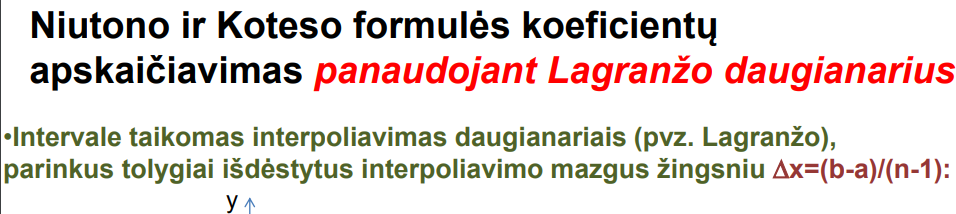 Niutono ir Koteso formulės koeficientų
apskaičiavimas panaudojant Lagranžo daugianarius
•Intervale taikomas interpoliavimas daugianariais (pvz. Lagranžo),
parinkus tolygiai išdėstytus interpoliavimo mazgus žingsniu Δx=(b-a)/(n-1):
y